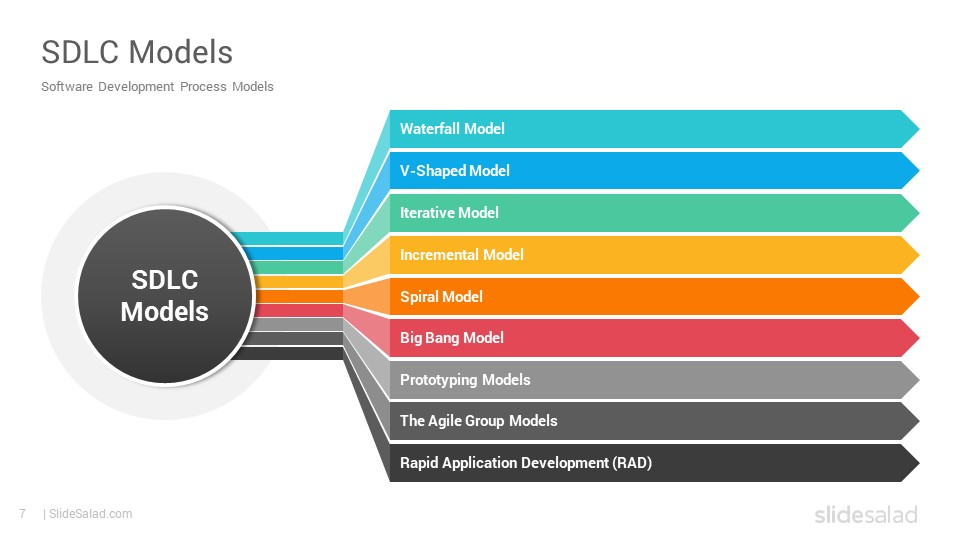 SDLC Models
Software Development Process Models
SDLC
Models
Waterfall Model
V-Shaped Model
Iterative Model
Incremental Model
Spiral Model
Big Bang Model
Prototyping Models
The Agile Group Models
Rapid Application Development (RAD)
7 | SlideSalad.com
slidesalad